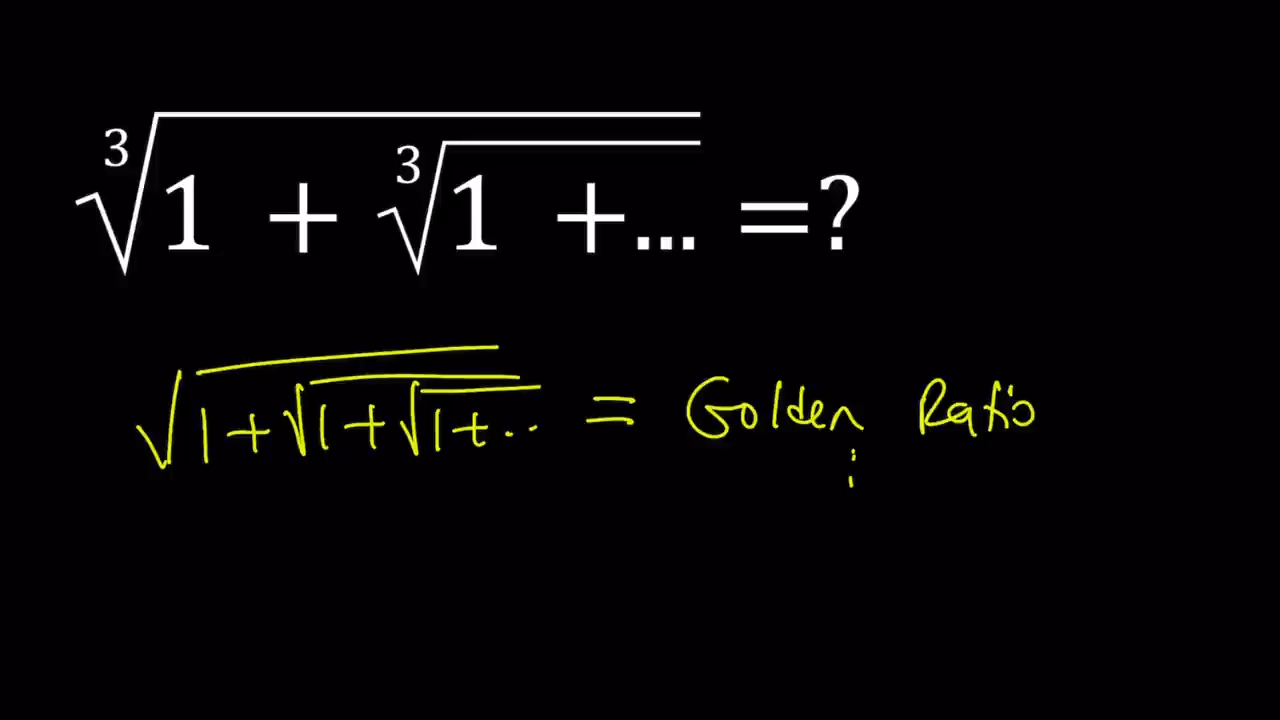 ∛(1 + ∛(1 + ...)) = ?
√(1+√(1+√(1+.. = Golden Ratio